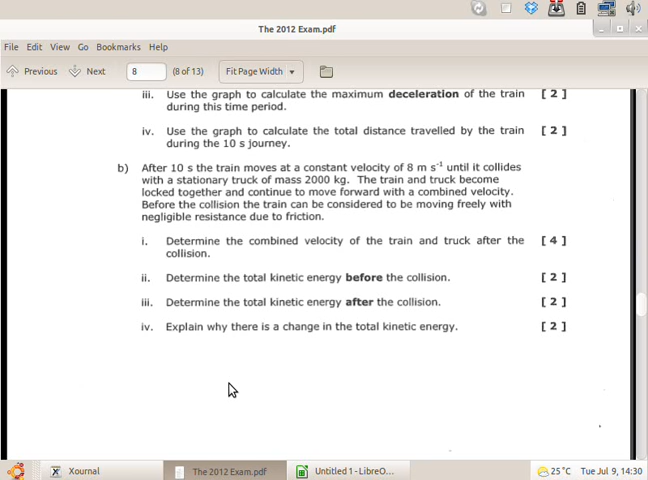 The 2012 Exam.pdf
File Edit View Go Bookmarks Help
Previous Next 8 (8 of 13) Fit Page Width
iii. Use the graph to calculate the maximum deceleration of the train [ 2 ]
during this time period.
iv. Use the graph to calculate the total distance travelled by the train [ 2 ]
during the 10 s journey.
b) After 10 s the train moves at a constant velocity of 8 m s⁻¹ until it collides
with a stationary truck of mass 2000 kg. The train and truck become
locked together and continue to move forward with a combined velocity.
Before the collision the train can be considered to be moving freely with
negligible resistance due to friction.
i. Determine the combined velocity of the train and truck after the [ 4 ]
collision.
ii. Determine the total kinetic energy before the collision. [ 2 ]
iii. Determine the total kinetic energy after the collision. [ 2 ]
iv. Explain why there is a change in the total kinetic energy. [ 2 ]
Xournal The 2012 Exam.pdf Untitled 1 - LibreO... 25 °C Tue Jul 9, 14:30